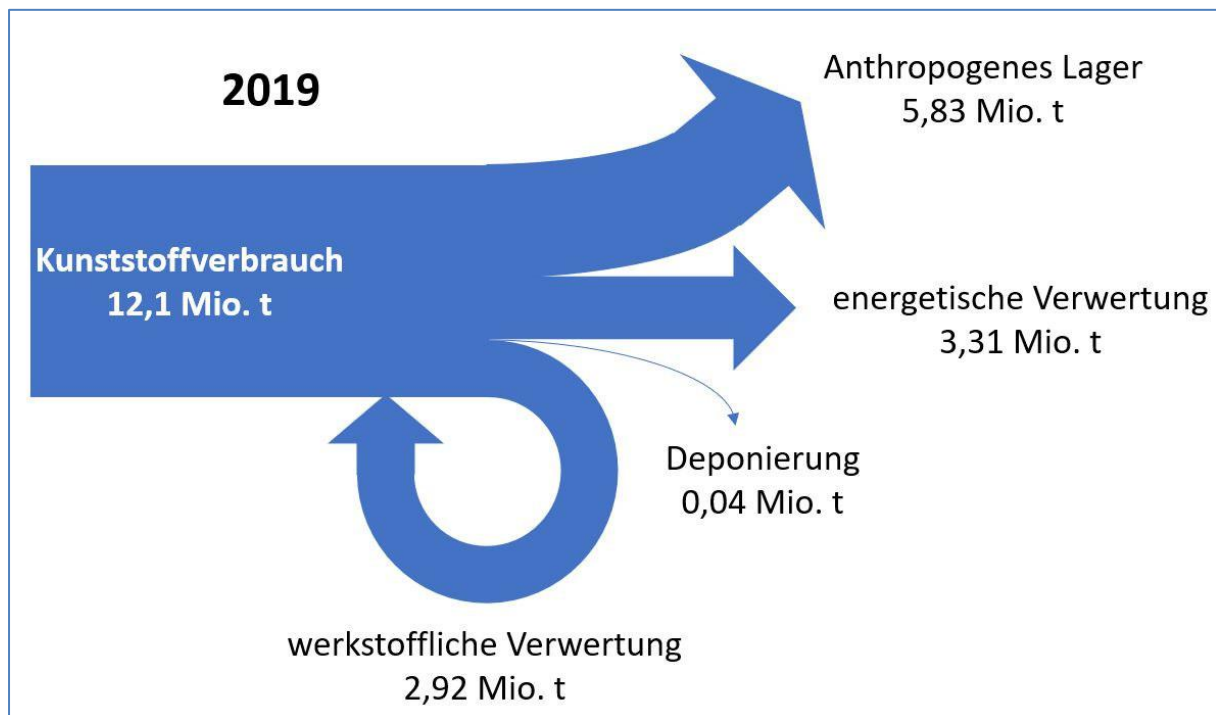 2019
Anthropogenes Lager
5,83 Mio. t
Kunststoffverbrauch
12,1 Mio. t
energetische Verwertung
3,31 Mio. t
Deponierung
0,04 Mio. t
werkstoffliche Verwertung
2,92 Mio. t